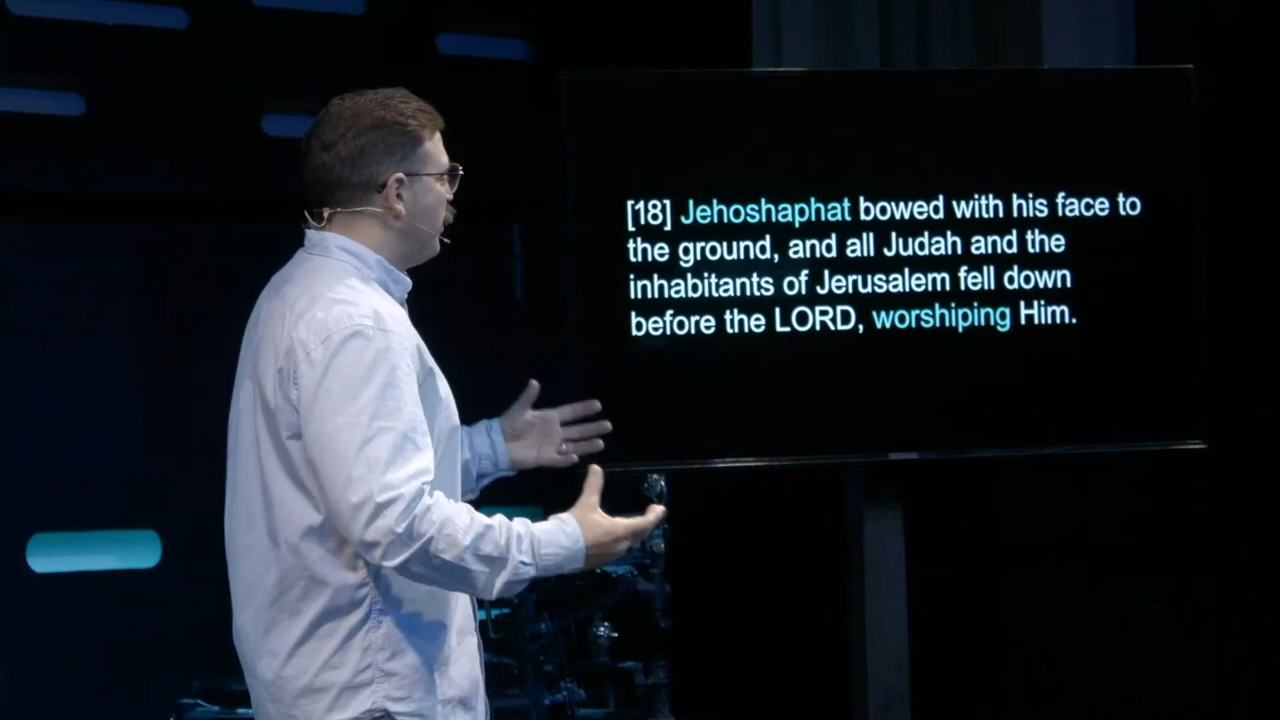 [18] Jehoshaphat bowed with his face to
the ground, and all Judah and the
inhabitants of Jerusalem fell down
before the LORD, worshiping Him.